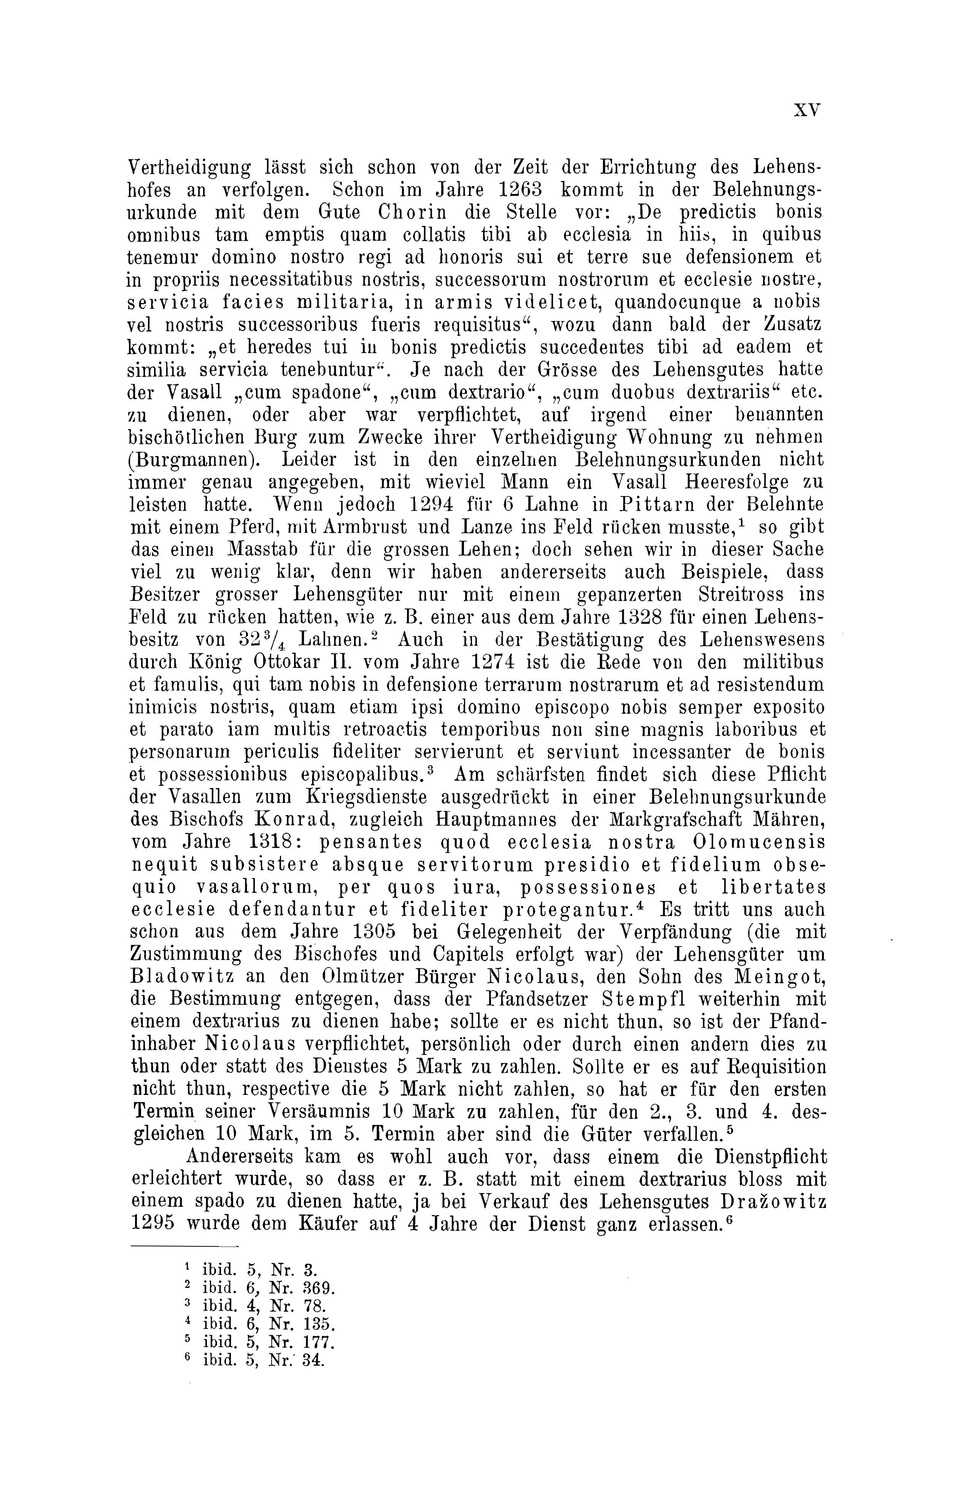 XV
Vertheidigung lässt sich schon von der Zeit der Errichtung des Lehens-
hofes an verfolgen. Schon im Jahre 1263 kommt in der Belehnungs-
urkunde mit dem Gute Chorin die Stelle vor: „De predictis bonis
omnibus tam emptis quam collatis tibi ab ecclesia in hiis, in quibus
tenemur domino nostro regi ad honoris sui et terre sue defensionem et
in propriis necessitatibus nostris, successorum nostrorum et ecclesie nostre,
servicia facies militaria, in armis videlicet, quandocunque a nobis
vel nostris successoribus fueris requisitus“, wozu dann bald der Zusatz
kommt: „et heredes tui in bonis predictis succedentes tibi ad eadem et
similia servicia tenebuntur“. Je nach der Grösse des Lehensgutes hatte
der Vasall „cum spadone“, „cum dextrario“, „cum duobus dextrariis“ etc.
zu dienen, oder aber war verpflichtet, auf irgend einer benannten
bischöflichen Burg zum Zwecke ihrer Vertheidigung Wohnung zu nehmen
(Burgmannen). Leider ist in den einzelnen Belehnungsurkunden nicht
immer genau angegeben, mit wieviel Mann ein Vasall Heeresfolge zu
leisten hatte. Wenn jedoch 1294 für 6 Lahne in Pittarn der Belehnte
mit einem Pferd, mit Armbrust und Lanze ins Feld rücken musste,¹ so gibt
das einen Masstab für die grossen Lehen; doch sehen wir in dieser Sache
viel zu wenig klar, denn wir haben andererseits auch Beispiele, dass
Besitzer grosser Lehensgüter nur mit einem gepanzerten Streitross ins
Feld zu rücken hatten, wie z. B. einer aus dem Jahre 1328 für einen Lehens-
besitz von 32³/₄ Lahnen.² Auch in der Bestätigung des Lehenswesens
durch König Ottokar II. vom Jahre 1274 ist die Rede von den militibus
et famulis, qui tam nobis in defensione terrarum nostrarum et ad resistendum
inimicis nostris, quam etiam ipsi domino episcopo nobis semper exposito
et parato iam multis retroactis temporibus non sine magnis laboribus et
personarum periculis fideliter servierunt et serviunt incessanter de bonis
et possessionibus episcopalibus.³ Am schärfsten findet sich diese Pflicht
der Vasallen zum Kriegsdienste ausgedrückt in einer Belehnungsurkunde
des Bischofs Konrad, zugleich Hauptmannes der Markgrafschaft Mähren,
vom Jahre 1318: pensantes quod ecclesia nostra Olomucensis
nequit subsistere absque servitorum presidio et fidelium obse-
quio vasallorum, per quos iura, possessiones et libertates
ecclesie defendantur et fideliter protegantur.⁴ Es tritt uns auch
schon aus dem Jahre 1305 bei Gelegenheit der Verpfändung (die mit
Zustimmung des Bischofes und Capitels erfolgt war) der Lehensgüter um
Bladowitz an den Olmützer Bürger Nicolaus, den Sohn des Meingot,
die Bestimmung entgegen, dass der Pfandsetzer Stempfl weiterhin mit
einem dextrarius zu dienen habe; sollte er es nicht thun, so ist der Pfand-
inhaber Nicolaus verpflichtet, persönlich oder durch einen andern dies zu
thun oder statt des Dienstes 5 Mark zu zahlen. Sollte er es auf Requisition
nicht thun, respective die 5 Mark nicht zahlen, so hat er für den ersten
Termin seiner Versäumnis 10 Mark zu zahlen, für den 2., 3. und 4. des-
gleichen 10 Mark, im 5. Termin aber sind die Güter verfallen.⁵
Andererseits kam es wohl auch vor, dass einem die Dienstpflicht
erleichtert wurde, so dass er z. B. statt mit einem dextrarius bloss mit
einem spado zu dienen hatte, ja bei Verkauf des Lehensgutes Dražowitz
1295 wurde dem Käufer auf 4 Jahre der Dienst ganz erlassen.⁶
¹ ibid. 5, Nr. 3.
² ibid. 6, Nr. 369.
³ ibid. 4, Nr. 78.
⁴ ibid. 6, Nr. 135.
⁵ ibid. 5, Nr. 177.
⁶ ibid. 5, Nr. 34.